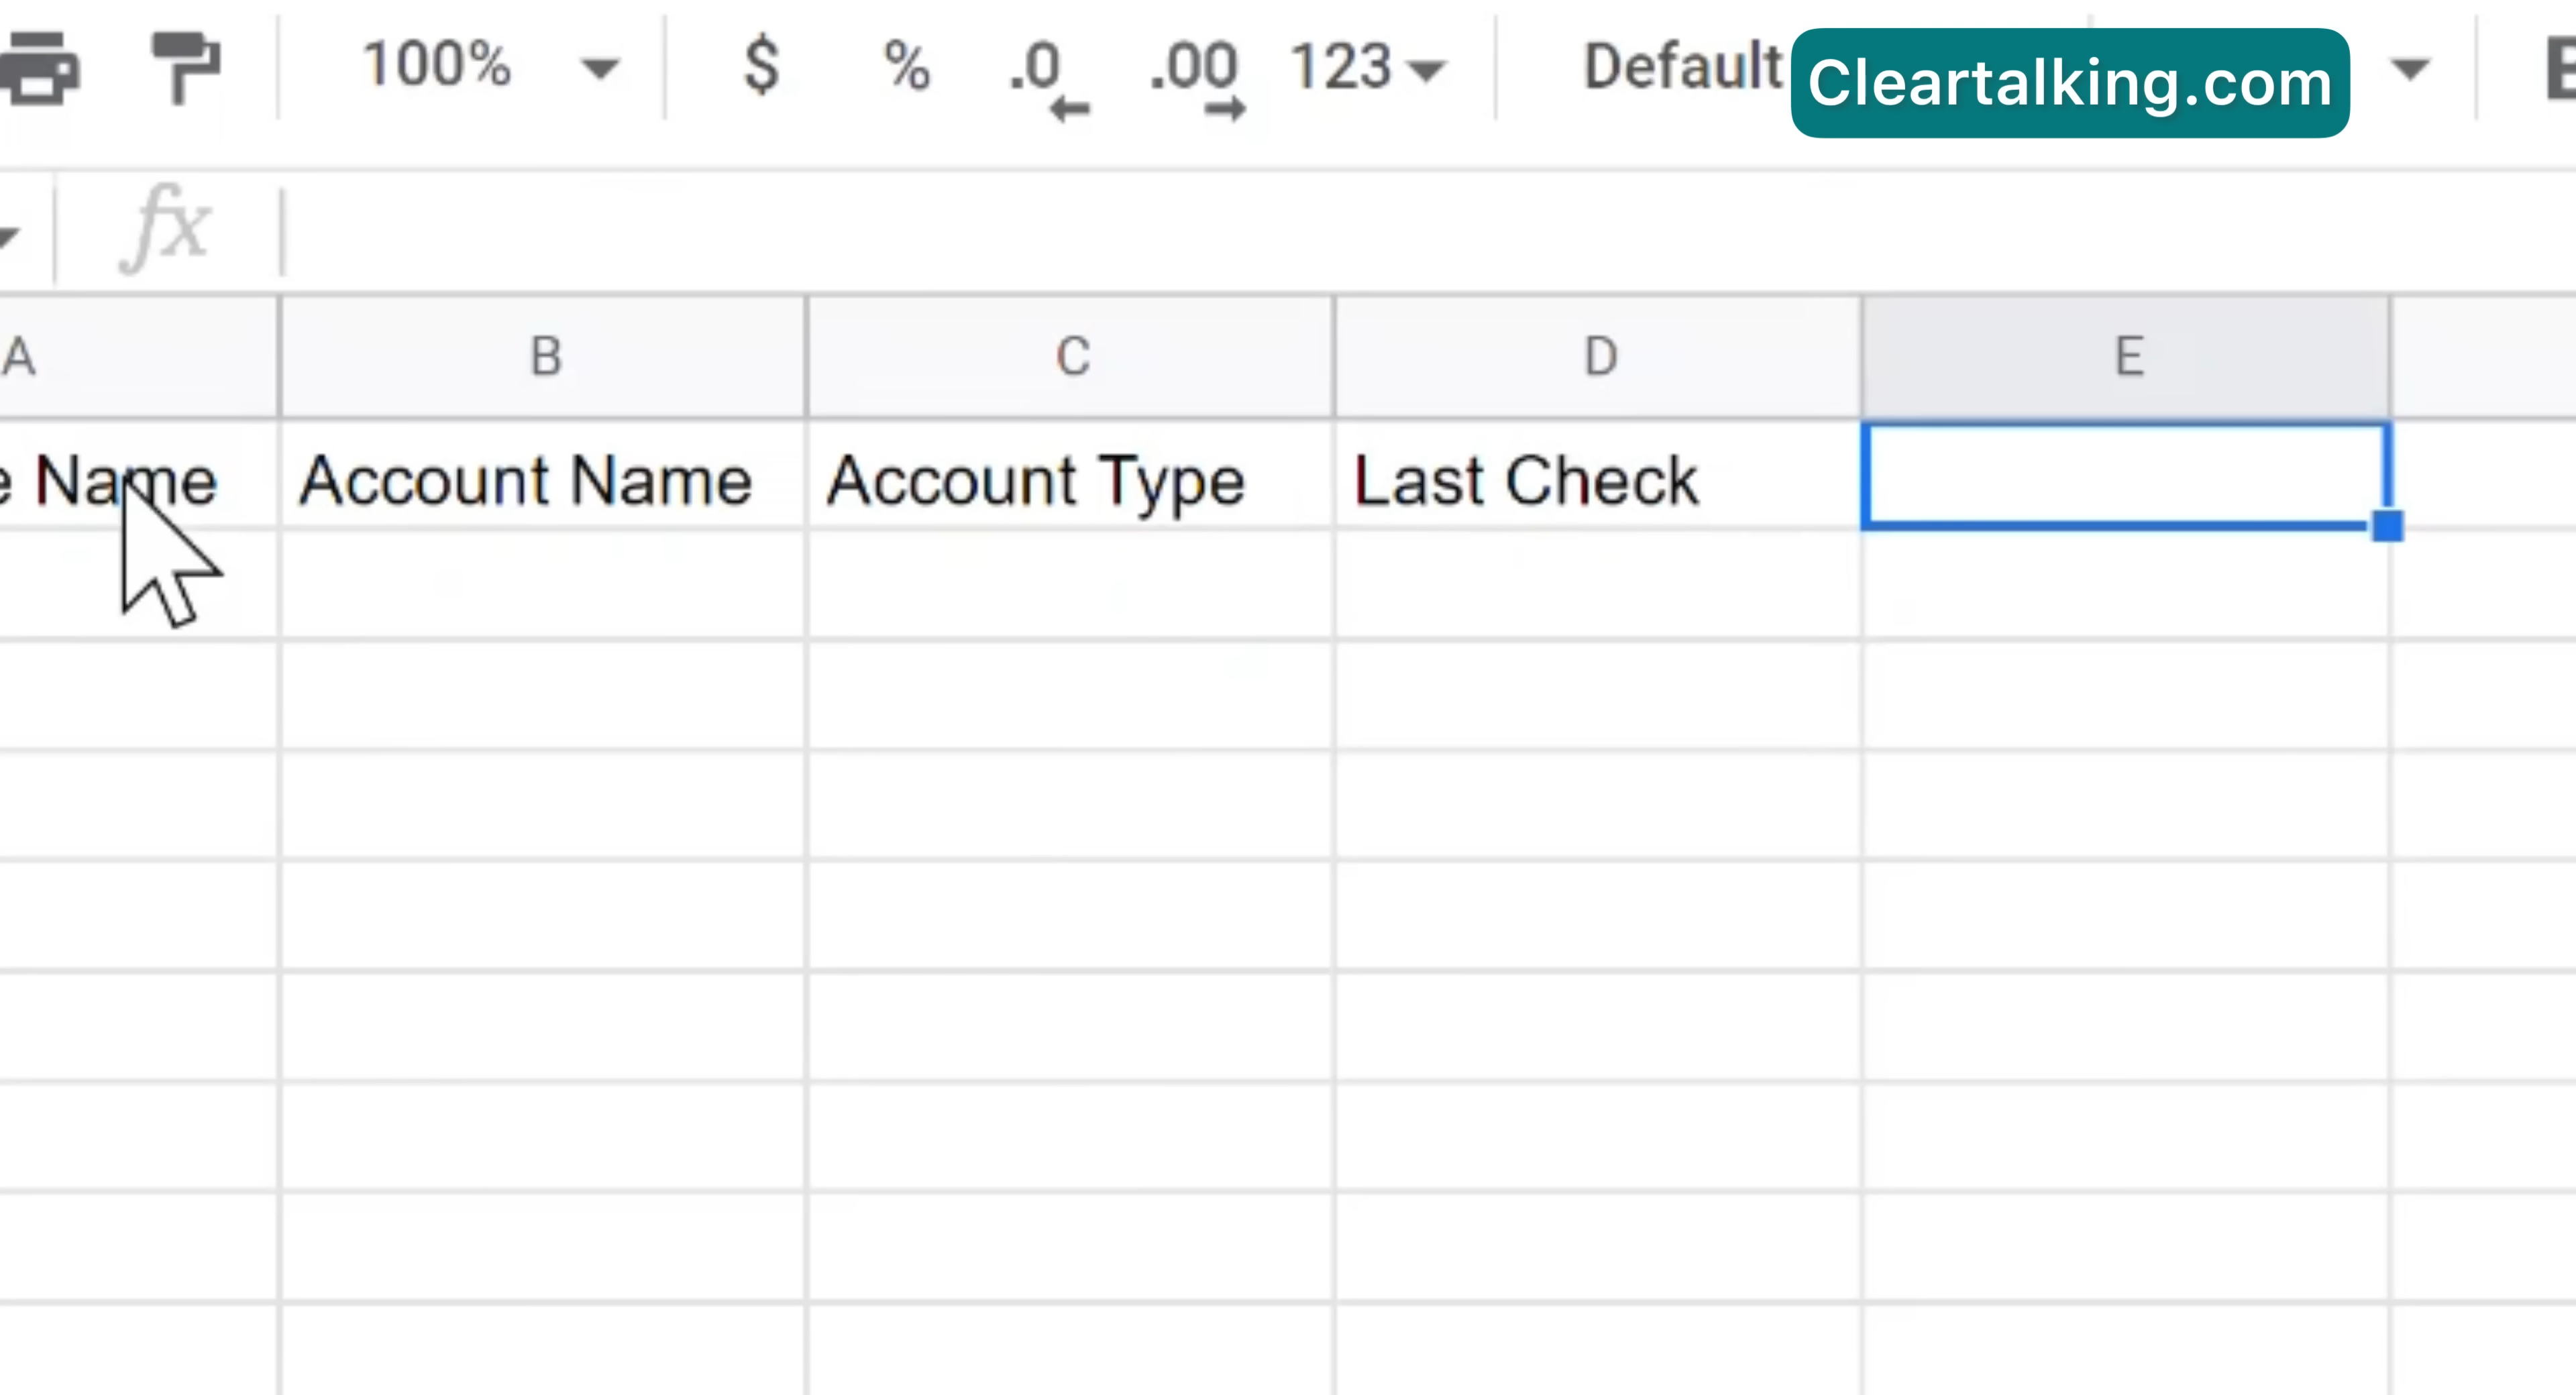 100% $ % .0 .00 123 Default Cleartalking.com B
fx
A B C D E
e Name Account Name Account Type Last Check